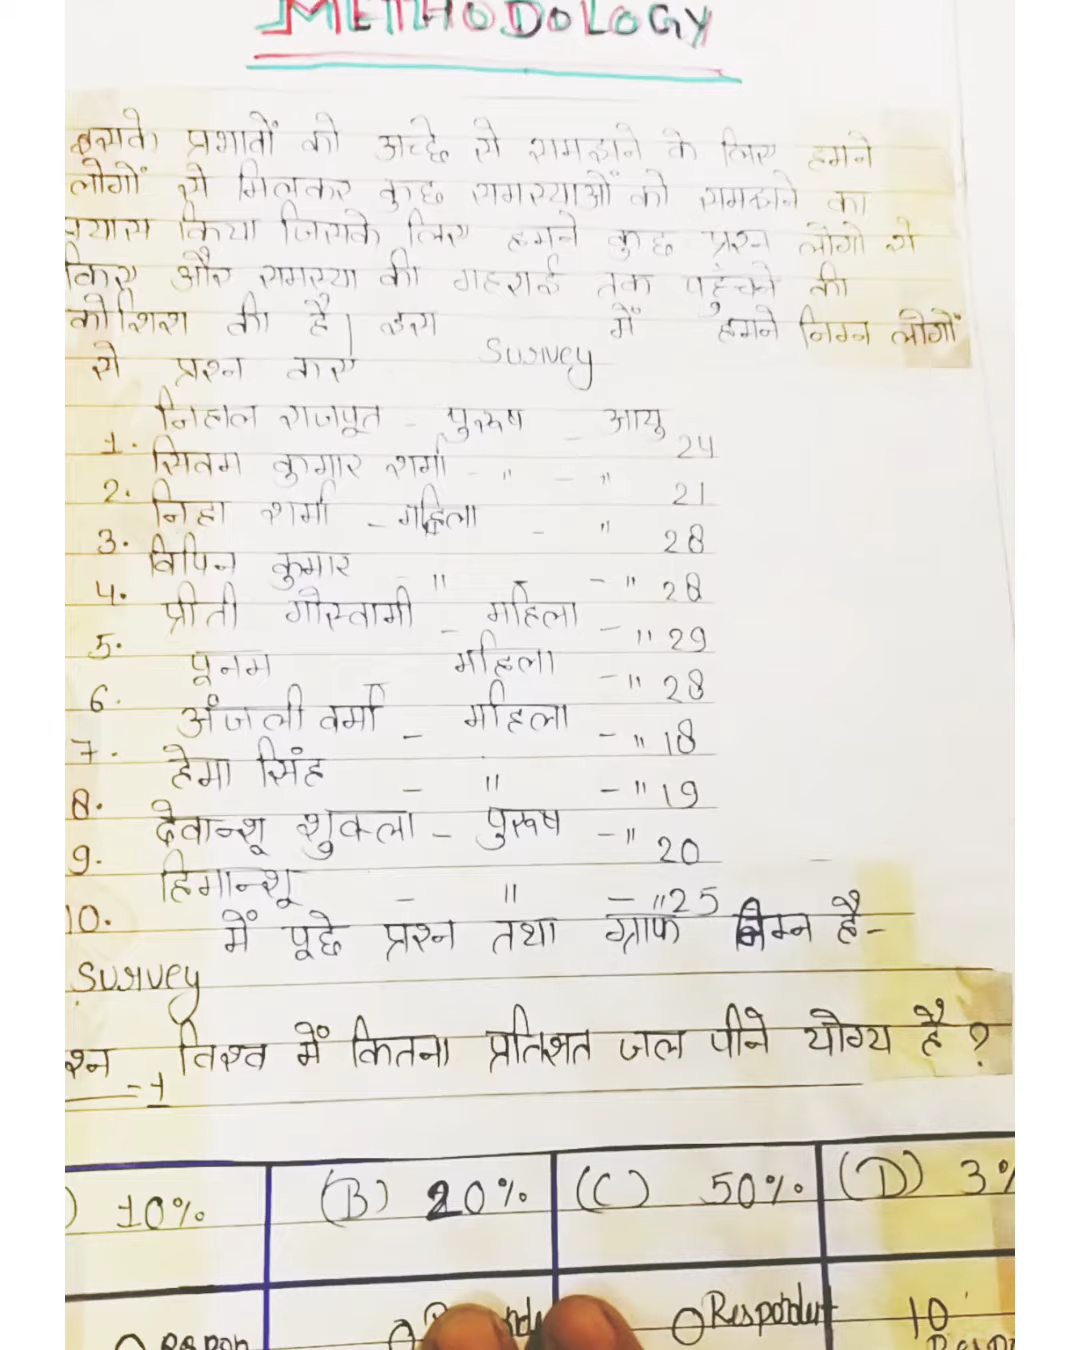 METHODOLOGY
इसके प्रभावों को अच्छे से समझने के लिए हमने
लोगों से मिलकर कुछ समस्याओं को समझने का
प्रयास किया जिसके लिए हमने कुछ प्रश्न लोगो से
किए और समस्या की गहराई तक पहुंचने की
कोशिश की है। इस Survey में हमने निम्न लोगों
से प्रश्न करे
1. निहाल राजपूत - पुरुष - आयु 24
2. शिवम कुमार शर्मा - " - " 21
3. निहा शर्मा - महिला - " 28
4. विपिन कुमार - " - " 28
5. प्रीती गोस्वामी - महिला - " 29
6. पूनम - महिला - " 28
7. अंजली वर्मा - महिला - " 18
8. हेमा सिंह - " - " 19
9. देवान्शू शुक्ला - पुरुष - " 20
10. हिमान्शू - " - " 25
Survey में पूछे प्रश्न तथा ग्राफ निम्न है-
श्न -1 विश्व में कितना प्रतिशत जल पीने योग्य है ?
) 10% (B) 20% (C) 50% (D) 3%
0 Respondent 10